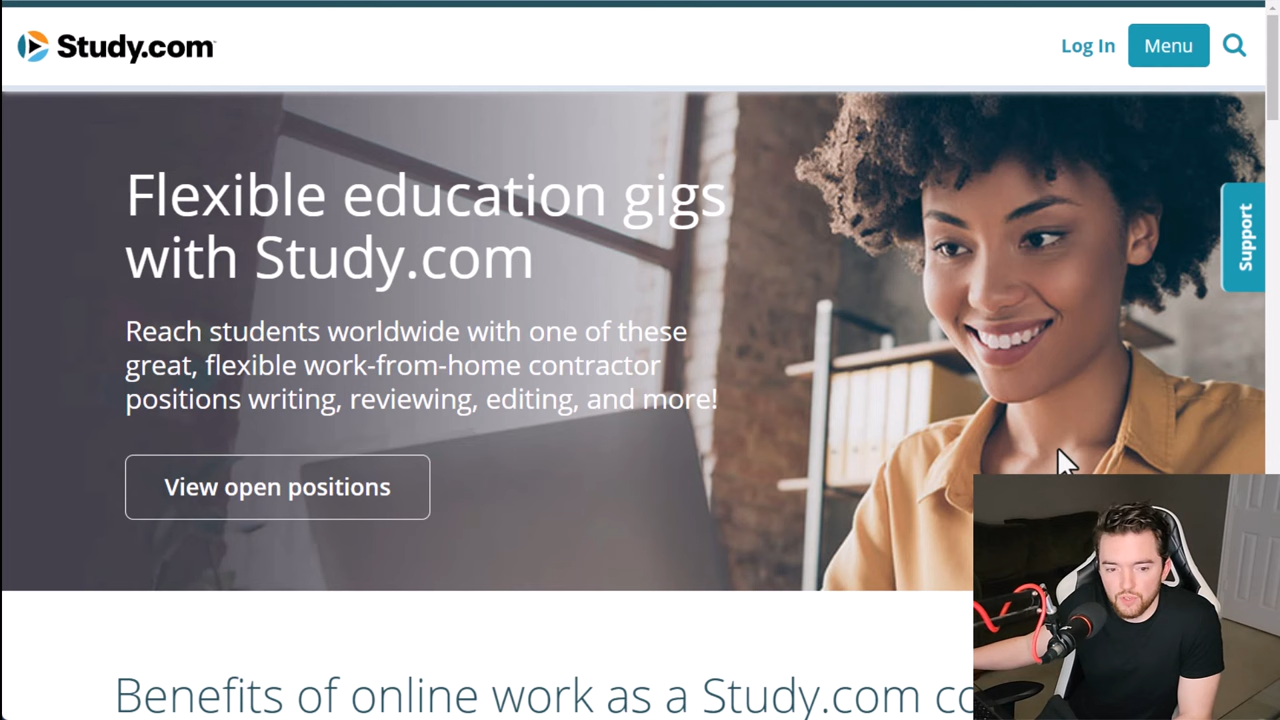 Study.com
Log In
Menu
Support
Flexible education gigs
with Study.com
Reach students worldwide with one of these
great, flexible work-from-home contractor
positions writing, reviewing, editing, and more!
View open positions
Benefits of online work as a Study.com